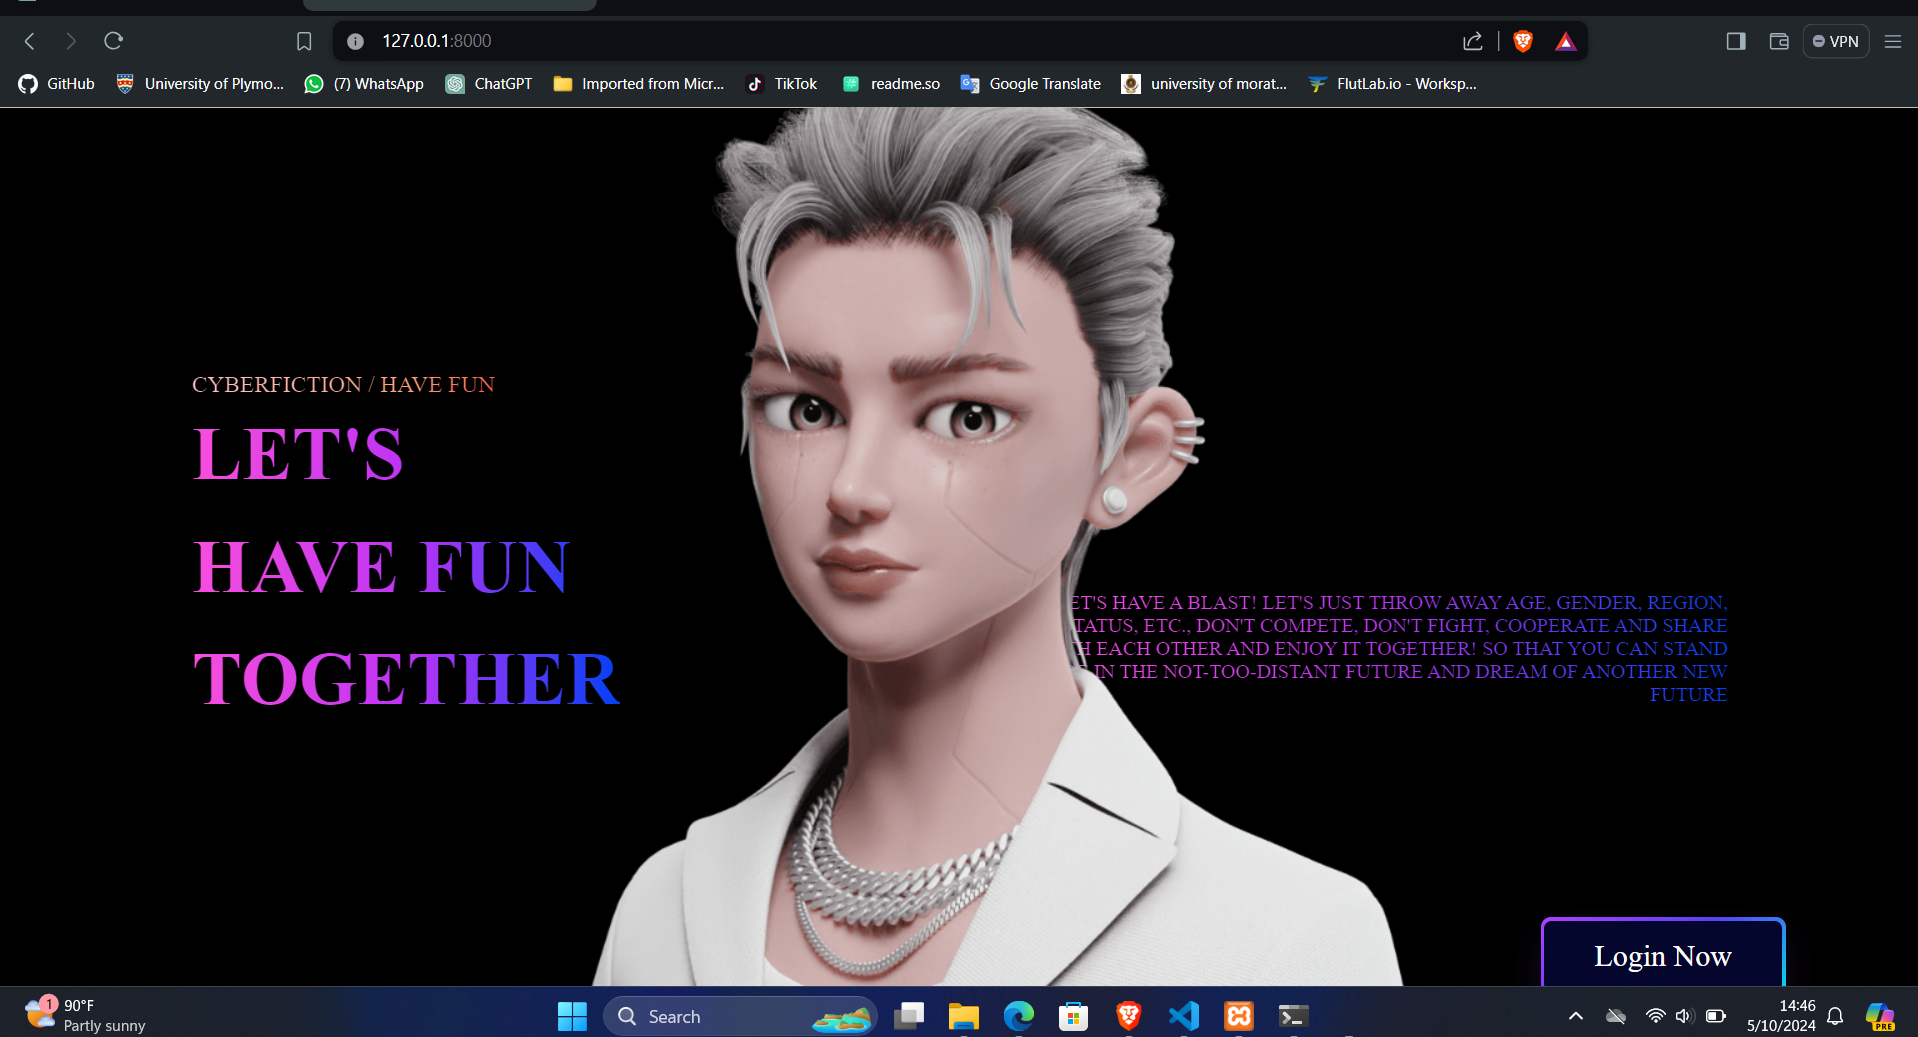 127.0.0.1:8000
VPN
GitHub
University of Plymo...
(7) WhatsApp
ChatGPT
Imported from Micr...
TikTok
readme.so
Google Translate
university of morat...
FlutLab.io - Worksp...
CYBERFICTION / HAVE FUN
LET'S
HAVE FUN
TOGETHER
ET'S HAVE A BLAST! LET'S JUST THROW AWAY AGE, GENDER, REGION,
TATUS, ETC., DON'T COMPETE, DON'T FIGHT, COOPERATE AND SHARE
H EACH OTHER AND ENJOY IT TOGETHER! SO THAT YOU CAN STAND
IN THE NOT-TOO-DISTANT FUTURE AND DREAM OF ANOTHER NEW
FUTURE
Login Now
1
90°F
Partly sunny
Search
14:46
5/10/2024
PRE